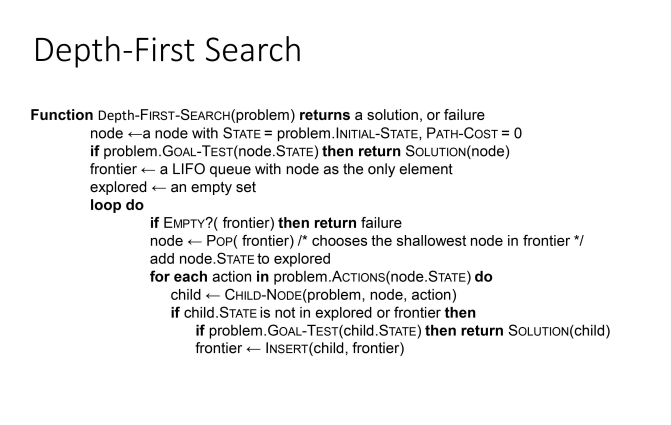 Depth-First Search
Function Depth-FIRST-SEARCH(problem) returns a solution, or failure
node ←a node with STATE = problem.INITIAL-STATE, PATH-COST = 0
if problem.GOAL-TEST(node.STATE) then return SOLUTION(node)
frontier ← a LIFO queue with node as the only element
explored ← an empty set
loop do
if EMPTY?( frontier) then return failure
node ← POP( frontier) /* chooses the shallowest node in frontier */
add node.STATE to explored
for each action in problem.ACTIONS(node.STATE) do
child ← CHILD-NODE(problem, node, action)
if child.STATE is not in explored or frontier then
if problem.GOAL-TEST(child.STATE) then return SOLUTION(child)
frontier ← INSERT(child, frontier)